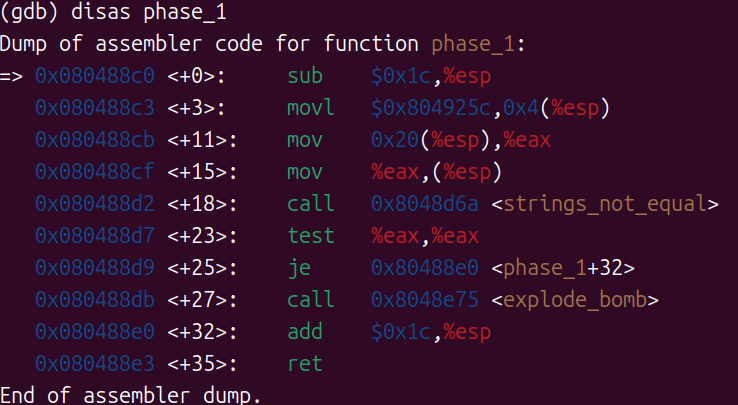 (gdb) disas phase_1
Dump of assembler code for function phase_1:
=> 0x080488c0 <+0>:     sub    $0x1c,%esp
   0x080488c3 <+3>:     movl   $0x804925c,0x4(%esp)
   0x080488cb <+11>:    mov    0x20(%esp),%eax
   0x080488cf <+15>:    mov    %eax,(%esp)
   0x080488d2 <+18>:    call   0x8048d6a <strings_not_equal>
   0x080488d7 <+23>:    test   %eax,%eax
   0x080488d9 <+25>:    je     0x80488e0 <phase_1+32>
   0x080488db <+27>:    call   0x8048e75 <explode_bomb>
   0x080488e0 <+32>:    add    $0x1c,%esp
   0x080488e3 <+35>:    ret
End of assembler dump.